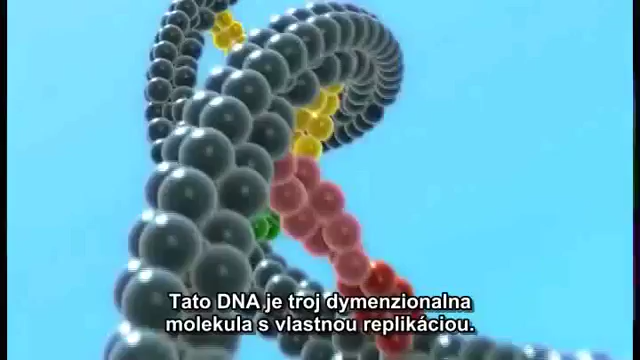 Tato DNA je troj dymenzionalna
molekula s vlastnou replikáciou.